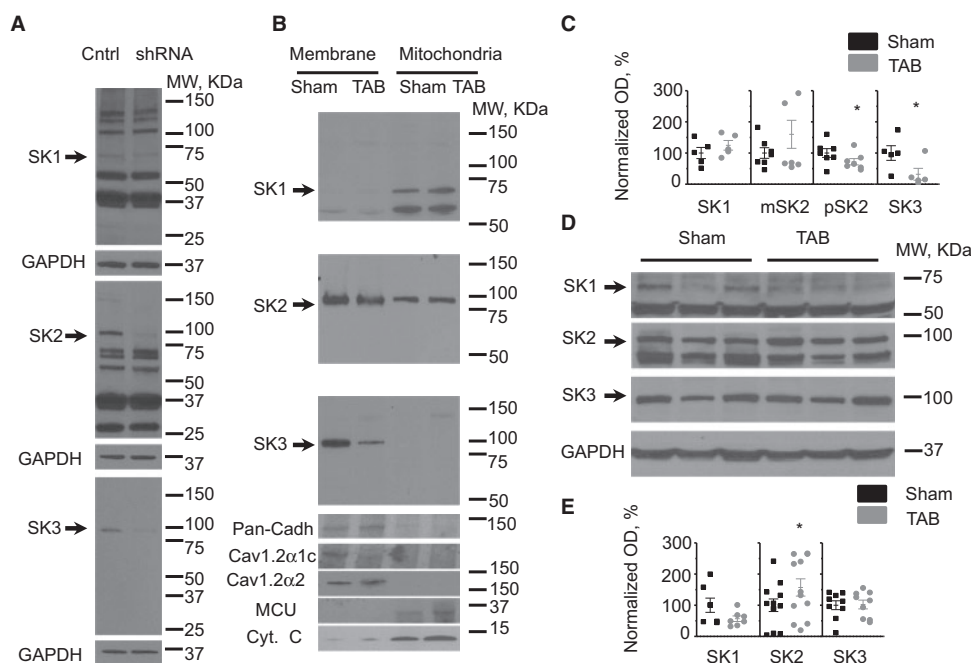 A
Cntrl shRNA
MW, KDa
150
100
SK1
75
50
37
25
GAPDH
37
150
100
SK2
75
50
37
25
GAPDH
37
150
SK3
100
75
50
37
25
GAPDH
37
B
Membrane Mitochondria
Sham TAB Sham TAB
MW, KDa
150
100
SK1
75
50
150
SK2
100
75
50
150
SK3
100
75
50
Pan-Cadh
150
Cav1.2α1c
Cav1.2α2
150
150
MCU
37
Cyt. C
15
C
Sham
TAB
Normalized OD, %
300
200
100
0
* *
SK1 mSK2 pSK2 SK3
D
Sham TAB
MW, KDa
SK1
75
50
SK2
100
SK3
100
GAPDH
37
Sham
TAB
E
Normalized OD, %
300
200
100
0
*
SK1 SK2 SK3